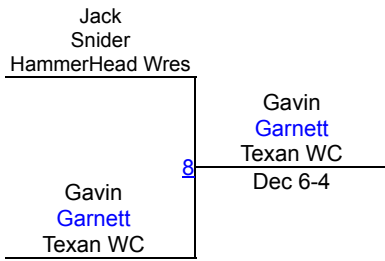 Jack
Snider
HammerHead Wres
Gavin
Garnett
Texan WC
8
Dec 6-4
Gavin
Garnett
Texan WC